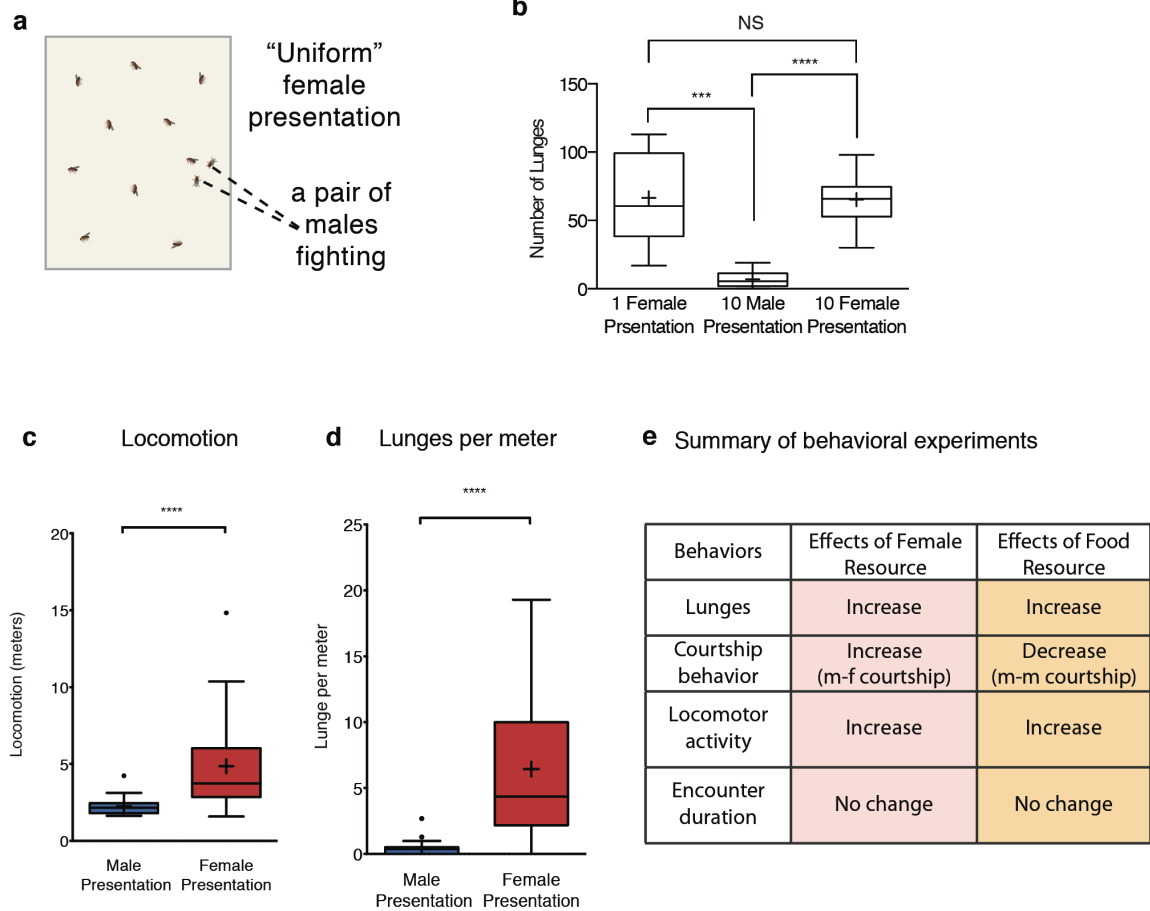 a
“Uniform”
female
presentation
a pair of
males
fighting
b
NS
****
***
Number of Lunges
150
100
50
0
1 Female
Prsentation
10 Male
Presentation
10 Female
Presentation
c
Locomotion
****
Locomotion (meters)
20
15
10
5
0
Male
Presentation
Female
Presentation
d
Lunges per meter
****
Lunge per meter
25
20
15
10
5
0
Male
Presentation
Female
Presentation
e
Summary of behavioral experiments
Behaviors
Effects of Female
Resource
Effects of Food
Resource
Lunges
Increase
Increase
Courtship
behavior
Increase
(m-f courtship)
Decrease
(m-m courtship)
Locomotor
activity
Increase
Increase
Encounter
duration
No change
No change